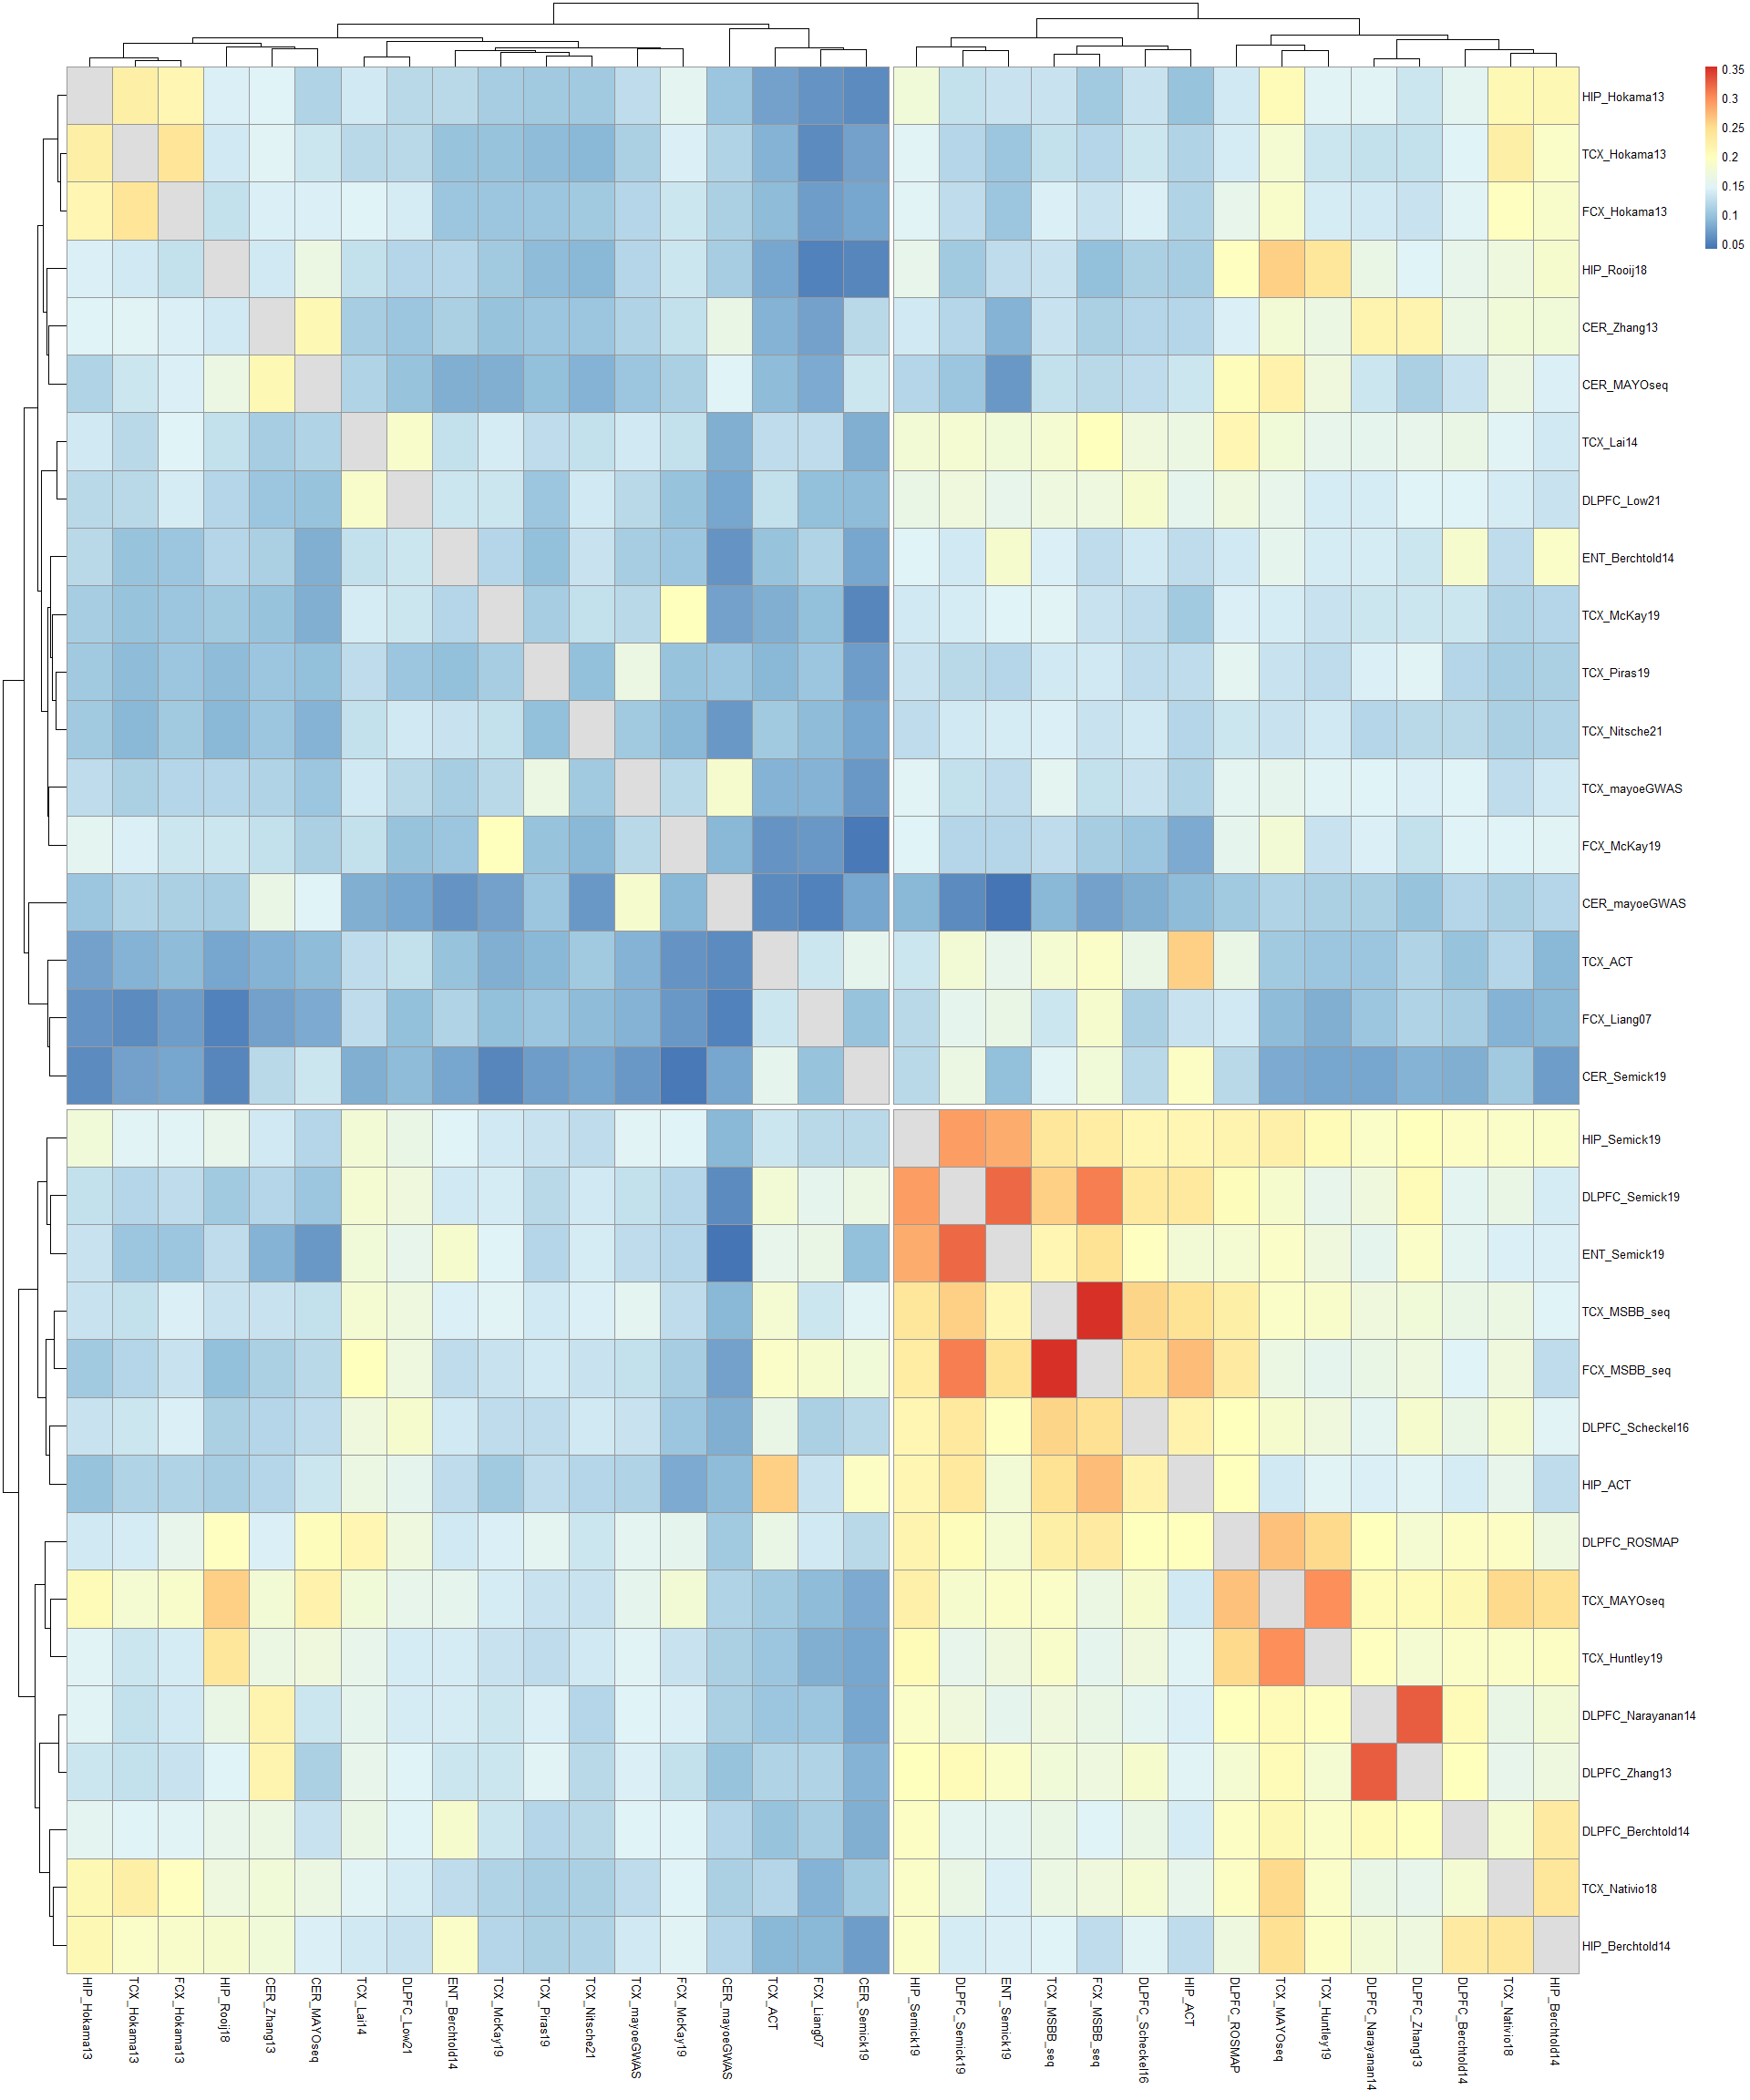 0.35
0.3
0.25
0.2
0.15
0.1
0.05
HIP_Hokama13
TCX_Hokama13
FCX_Hokama13
HIP_Rooij18
CER_Zhang13
CER_MAYOseq
TCX_Lai14
DLPFC_Low21
ENT_Berchtold14
TCX_McKay19
TCX_Piras19
TCX_Nitsche21
TCX_mayoeGWAS
FCX_McKay19
CER_mayoeGWAS
TCX_ACT
FCX_Liang07
CER_Semick19
HIP_Semick19
DLPFC_Semick19
ENT_Semick19
TCX_MSBB_seq
FCX_MSBB_seq
DLPFC_Scheckel16
HIP_ACT
DLPFC_ROSMAP
TCX_MAYOseq
TCX_Huntley19
DLPFC_Narayanan14
DLPFC_Zhang13
DLPFC_Berchtold14
TCX_Nativio18
HIP_Berchtold14
HIP_Hokama13
TCX_Hokama13
FCX_Hokama13
HIP_Rooij18
CER_Zhang13
CER_MAYOseq
TCX_Lai14
DLPFC_Low21
ENT_Berchtold14
TCX_McKay19
TCX_Piras19
TCX_Nitsche21
TCX_mayoeGWAS
FCX_McKay19
CER_mayoeGWAS
TCX_ACT
FCX_Liang07
CER_Semick19
HIP_Semick19
DLPFC_Semick19
ENT_Semick19
TCX_MSBB_seq
FCX_MSBB_seq
DLPFC_Scheckel16
HIP_ACT
DLPFC_ROSMAP
TCX_MAYOseq
TCX_Huntley19
DLPFC_Narayanan14
DLPFC_Zhang13
DLPFC_Berchtold14
TCX_Nativio18
HIP_Berchtold14